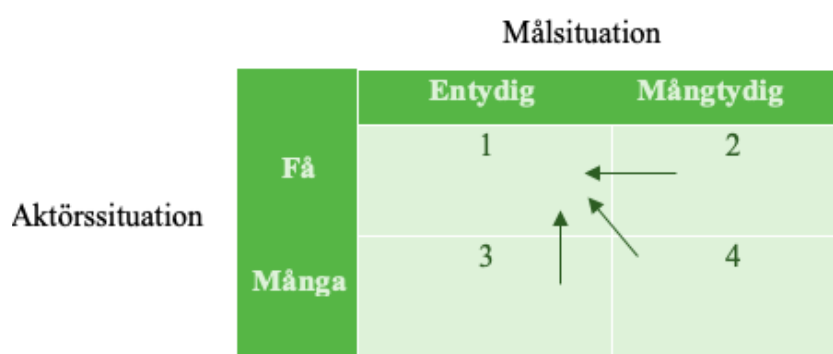 Målsituation
Entydig Mångtydig
1 2
Få
Aktörssituation
3 4
Många